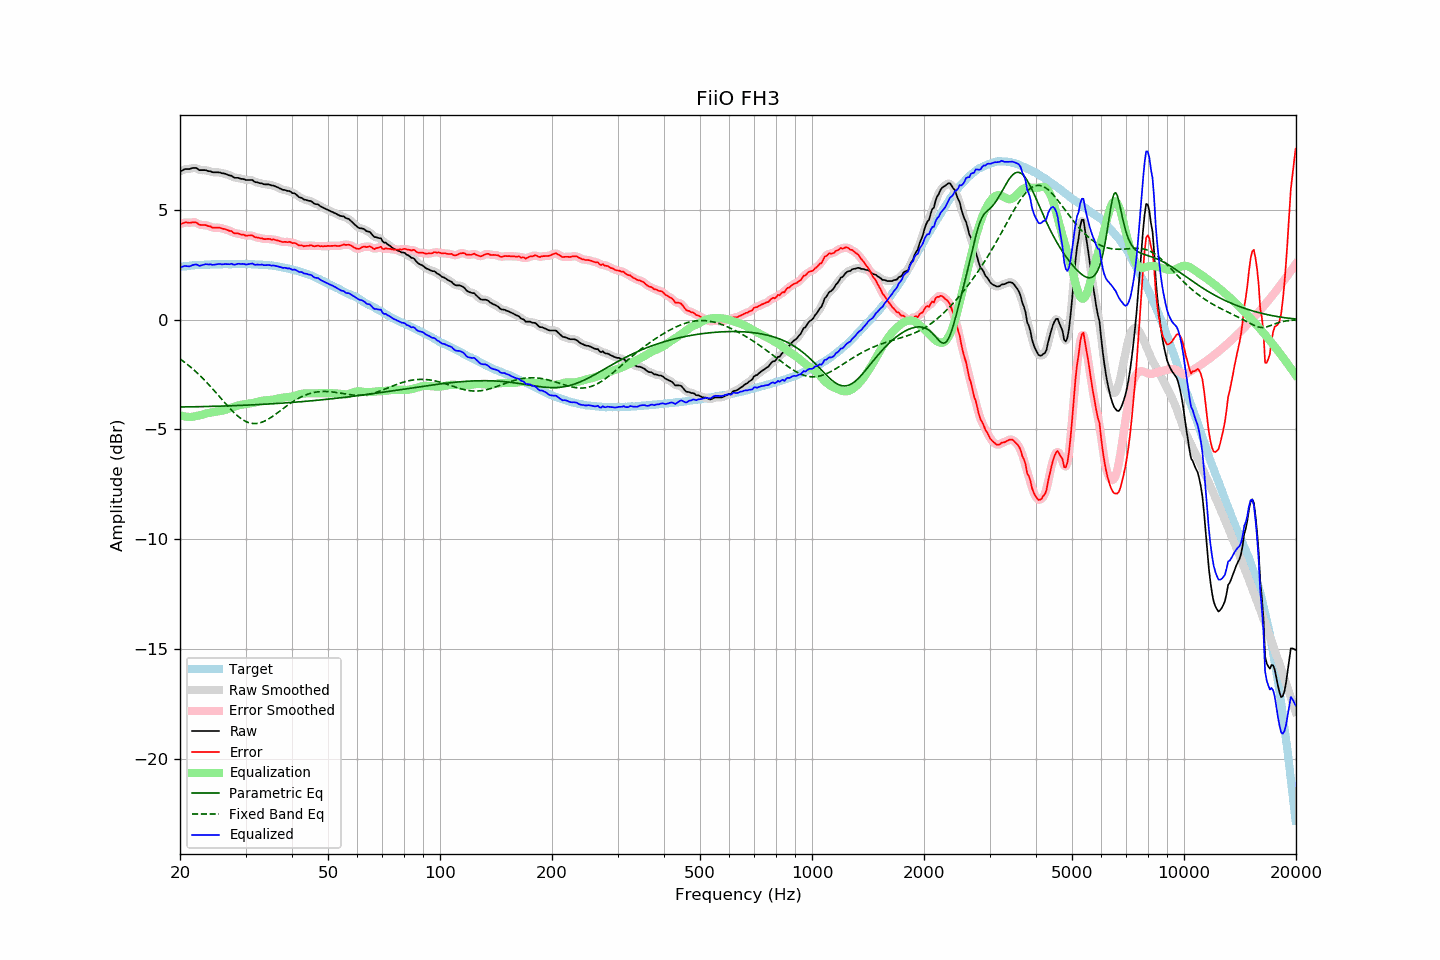 FiiO FH3
Amplitude (dBr)
5
0
−5
−10
−15
−20
Target
Raw Smoothed
Error Smoothed
Raw
Error
Equalization
Parametric Eq
Fixed Band Eq
Equalized
20 50 100 200 500 1000 2000 5000 10000 20000
Frequency (Hz)